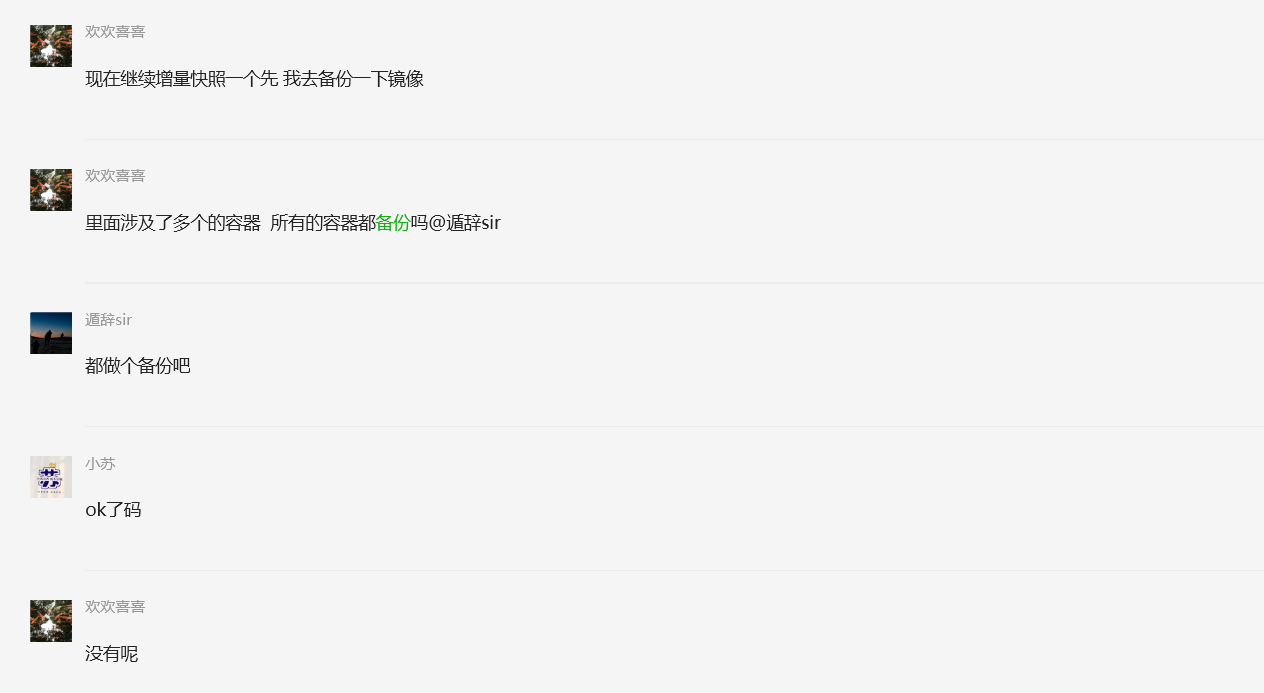 欢欢喜喜
现在继续增量快照一个先 我去备份一下镜像
欢欢喜喜
里面涉及了多个的容器  所有的容器都备份吗@遁辞sir
遁辞sir
都做个备份吧
小苏
ok了码
欢欢喜喜
没有呢